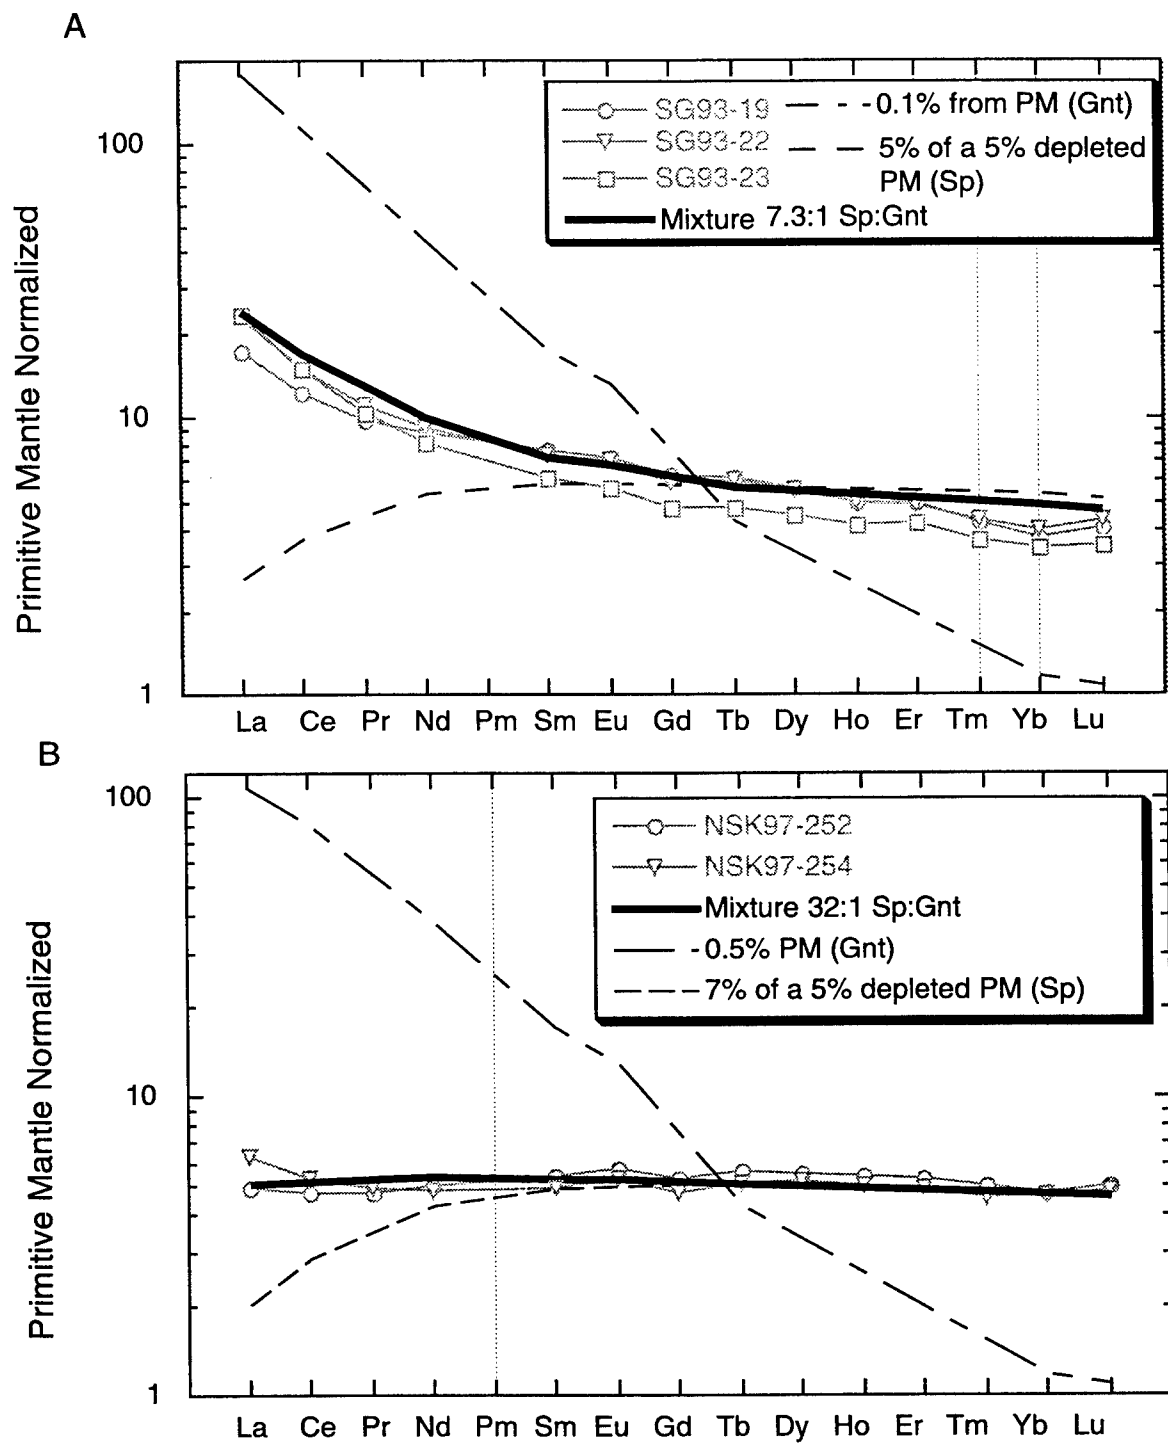 A
Primitive Mantle Normalized
100
10
1
SG93-19
SG93-22
SG93-23
Mixture 7.3:1 Sp:Gnt
0.1% from PM (Gnt)
5% of a 5% depleted
PM (Sp)
La Ce Pr Nd Pm Sm Eu Gd Tb Dy Ho Er Tm Yb Lu
B
Primitive Mantle Normalized
100
10
1
NSK97-252
NSK97-254
Mixture 32:1 Sp:Gnt
0.5% PM (Gnt)
7% of a 5% depleted PM (Sp)
La Ce Pr Nd Pm Sm Eu Gd Tb Dy Ho Er Tm Yb Lu